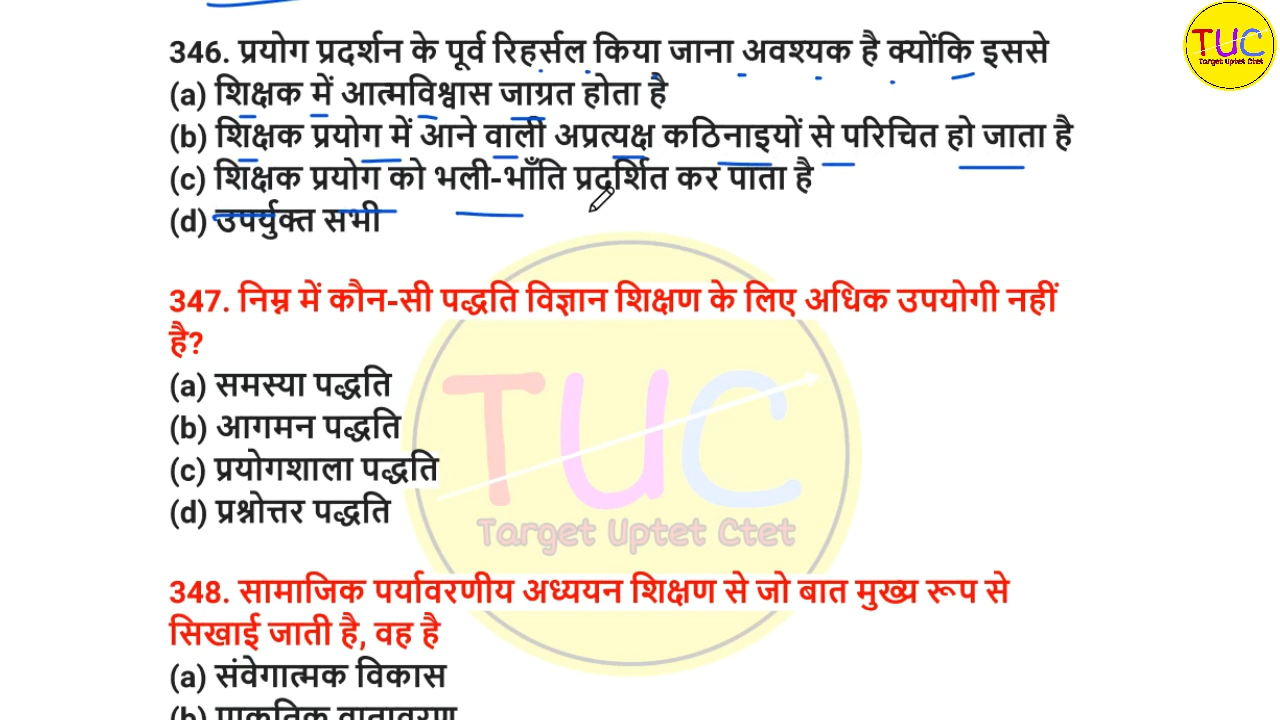 TUC
Target Uptet Ctet
346. प्रयोग प्रदर्शन के पूर्व रिहर्सल किया जाना अवश्यक है क्योंकि इससे
(a) शिक्षक में आत्मविश्वास जाग्रत होता है
(b) शिक्षक प्रयोग में आने वाली अप्रत्यक्ष कठिनाइयों से परिचित हो जाता है
(c) शिक्षक प्रयोग को भली-भाँति प्रदर्शित कर पाता है
(d) उपर्युक्त सभी
347. निम्न में कौन-सी पद्धति विज्ञान शिक्षण के लिए अधिक उपयोगी नहीं
है?
(a) समस्या पद्धति
(b) आगमन पद्धति
(c) प्रयोगशाला पद्धति
(d) प्रश्नोत्तर पद्धति
TUC
Target Uptet Ctet
348. सामाजिक पर्यावरणीय अध्ययन शिक्षण से जो बात मुख्य रूप से
सिखाई जाती है, वह है
(a) संवेगात्मक विकास
(b) प्राकृतिक वातावरण